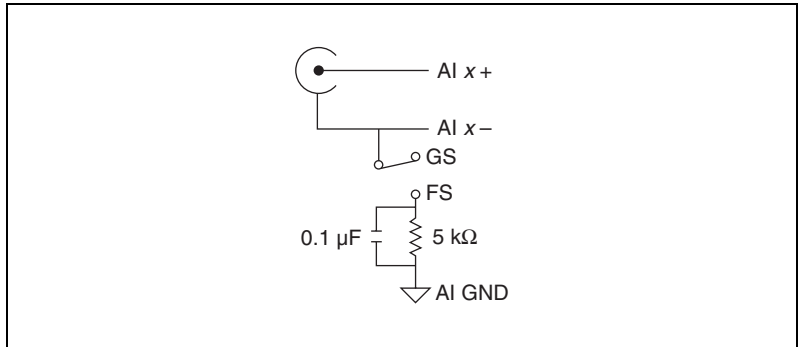 AI x+
AI x–
GS
FS
0.1 µF
5 kΩ
AI GND